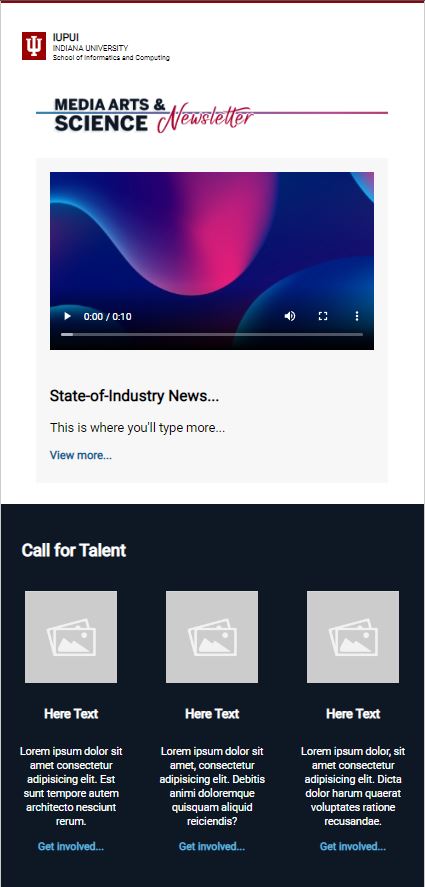 IUPUI
INDIANA UNIVERSITY
School of Informatics and Computing
MEDIA ARTS &
SCIENCE Newsletter
0:00 / 0:10
State-of-Industry News...
This is where you'll type more...
View more...
Call for Talent
Here Text
Lorem ipsum dolor sit
amet consectetur
adipisicing elit. Est
sunt tempore autem
architecto nesciunt
rerum.
Get involved...
Here Text
Lorem ipsum dolor sit
amet, consectetur
adipisicing elit. Debitis
animi doloremque
quisquam aliquid
reiciendis?
Get involved...
Here Text
Lorem ipsum dolor, sit
amet consectetur
adipisicing elit. Dicta
dolor harum quaerat
voluptates ratione
recusandae.
Get involved...